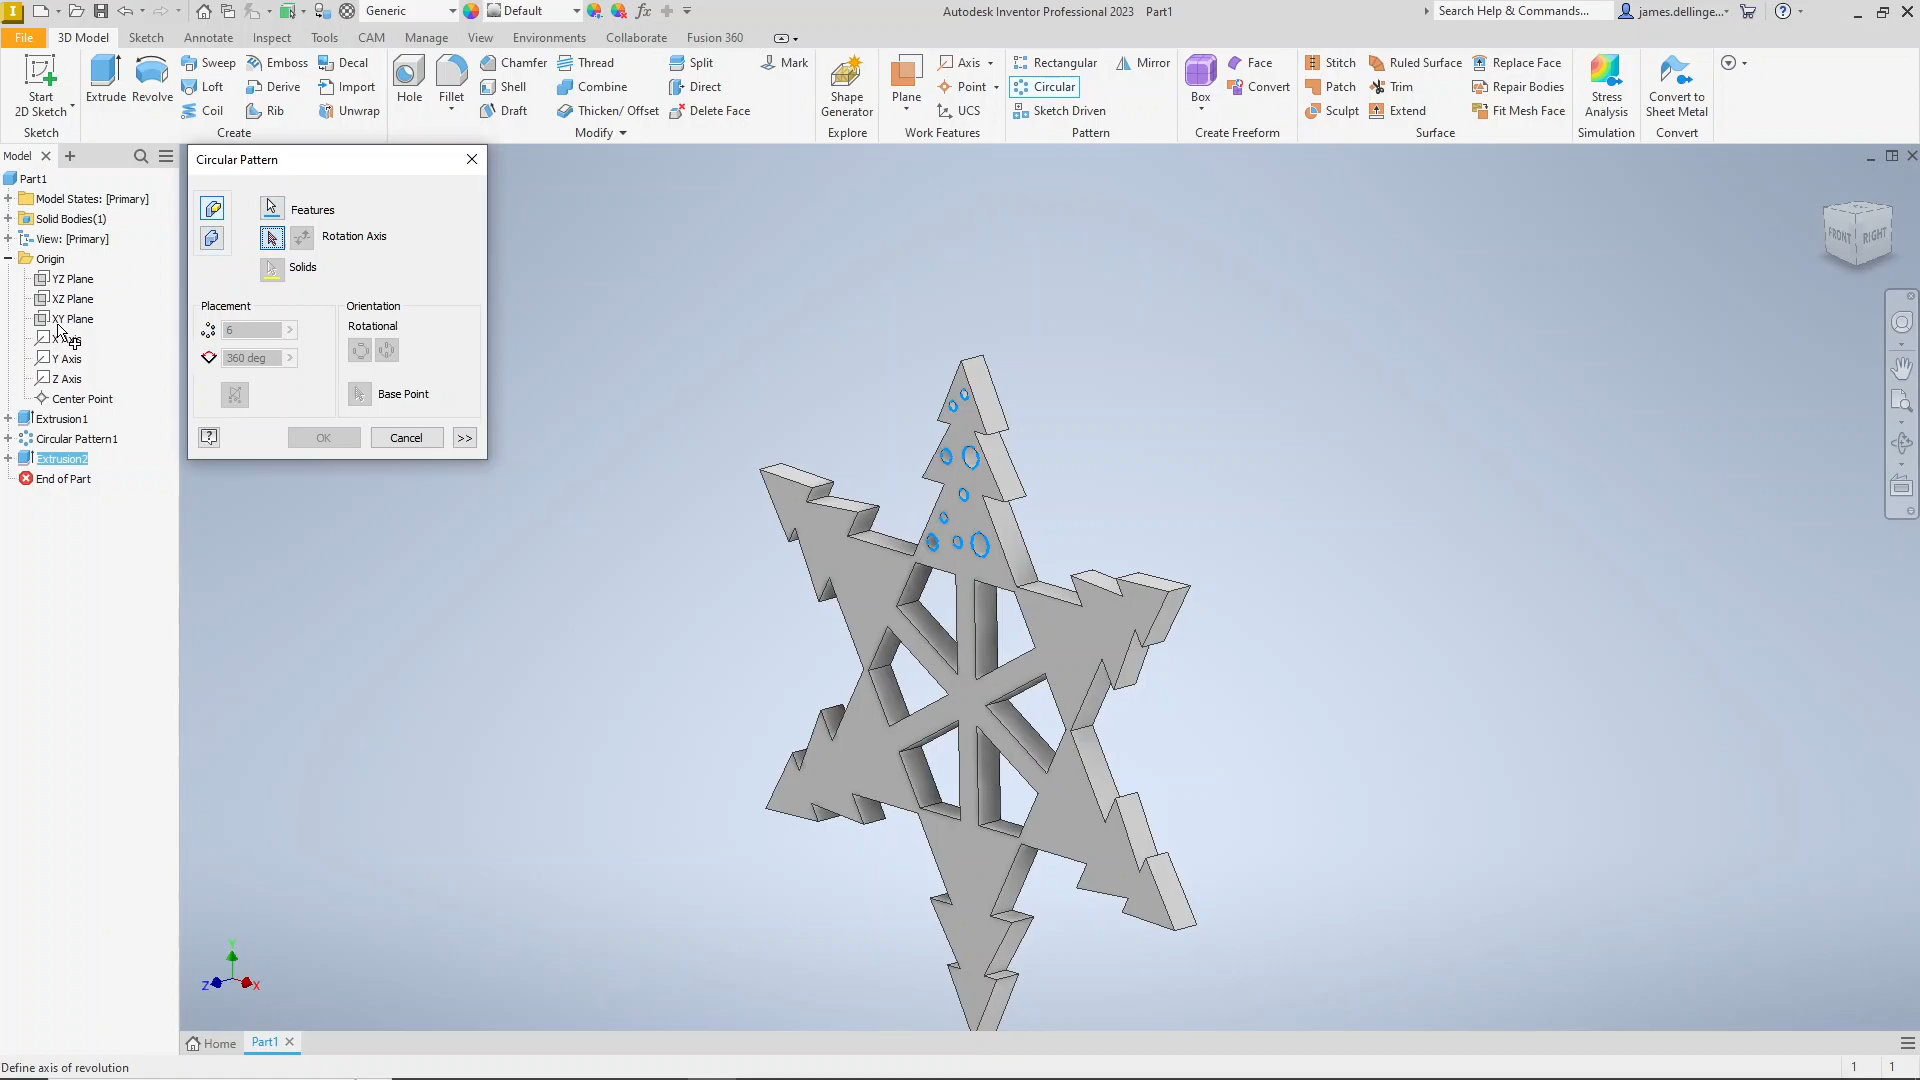 Generic
Default
Autodesk Inventor Professional 2023 Part1
Search Help & Commands...
james.dellinge...
File
3D Model
Sketch
Annotate
Inspect
Tools
CAM
Manage
View
Environments
Collaborate
Fusion 360
Start
2D Sketch
Sketch
Extrude
Revolve
Sweep
Loft
Coil
Emboss
Derive
Rib
Decal
Import
Unwrap
Create
Hole
Fillet
Chamfer
Shell
Draft
Thread
Combine
Thicken/ Offset
Split
Direct
Delete Face
Mark
Modify
Shape
Generator
Explore
Plane
Axis
Point
UCS
Work Features
Rectangular
Circular
Sketch Driven
Mirror
Pattern
Box
Face
Convert
Create Freeform
Stitch
Patch
Sculpt
Ruled Surface
Trim
Extend
Replace Face
Repair Bodies
Fit Mesh Face
Surface
Stress
Analysis
Simulation
Convert to
Sheet Metal
Convert
Model
Part1
Model States: [Primary]
Solid Bodies(1)
View: [Primary]
Origin
YZ Plane
XZ Plane
XY Plane
Y Axis
Z Axis
Center Point
Extrusion1
Circular Pattern1
Extrusion2
End of Part
Circular Pattern
Features
Rotation Axis
Solids
Placement
6
360 deg
Orientation
Rotational
Base Point
OK
Cancel
>>
FRONT
RIGHT
Y
Z
X
Home
Part1
Define axis of revolution
1
1